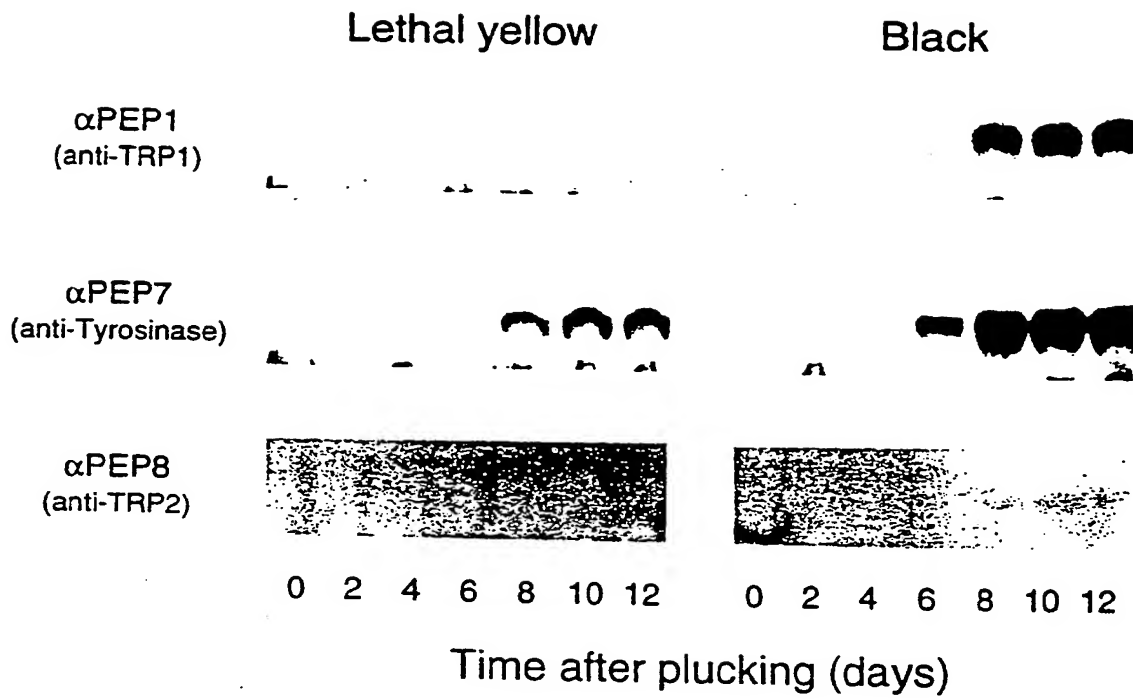 Lethal yellow
Black
αPEP1
(anti-TRP1)
αPEP7
(anti-Tyrosinase)
αPEP8
(anti-TRP2)
0 2 4 6 8 10 12
0 2 4 6 8 10 12
Time after plucking (days)